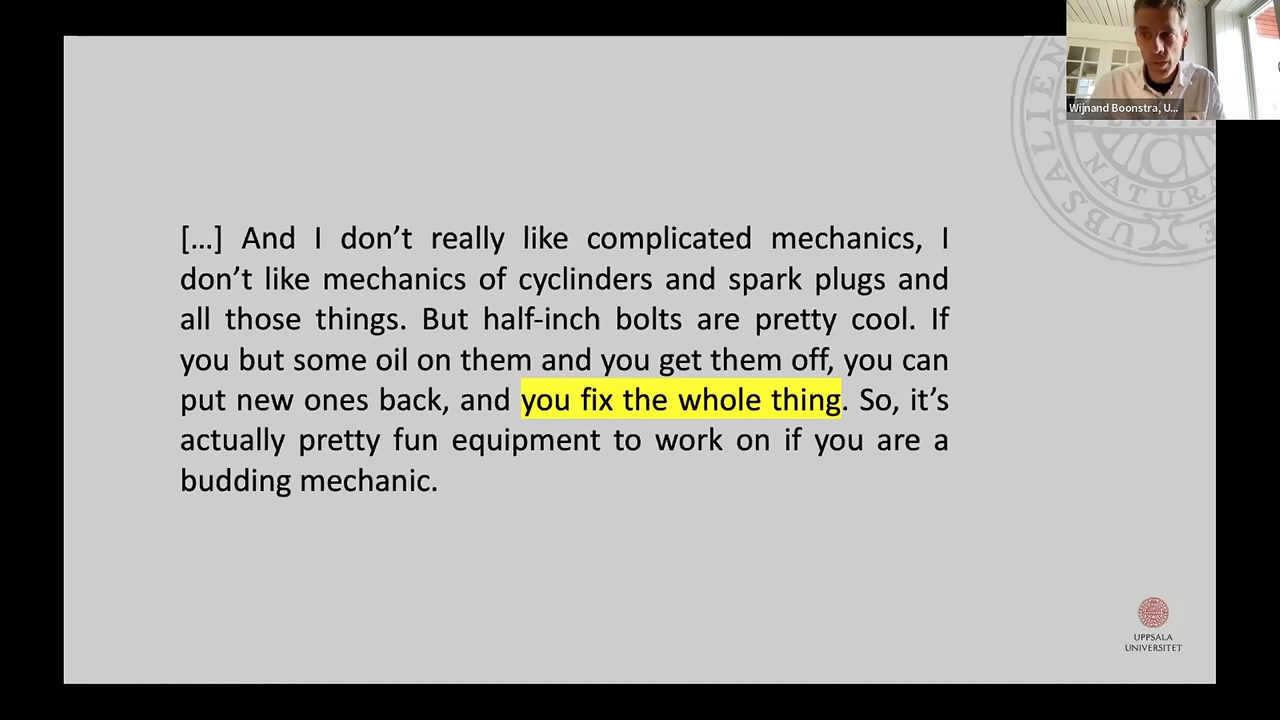 Wijnand Boonstra, U...
[...] And I don't really like complicated mechanics, I
don't like mechanics of cyclinders and spark plugs and
all those things. But half-inch bolts are pretty cool. If
you but some oil on them and you get them off, you can
put new ones back, and you fix the whole thing. So, it's
actually pretty fun equipment to work on if you are a
budding mechanic.
UPPSALA
UNIVERSITET